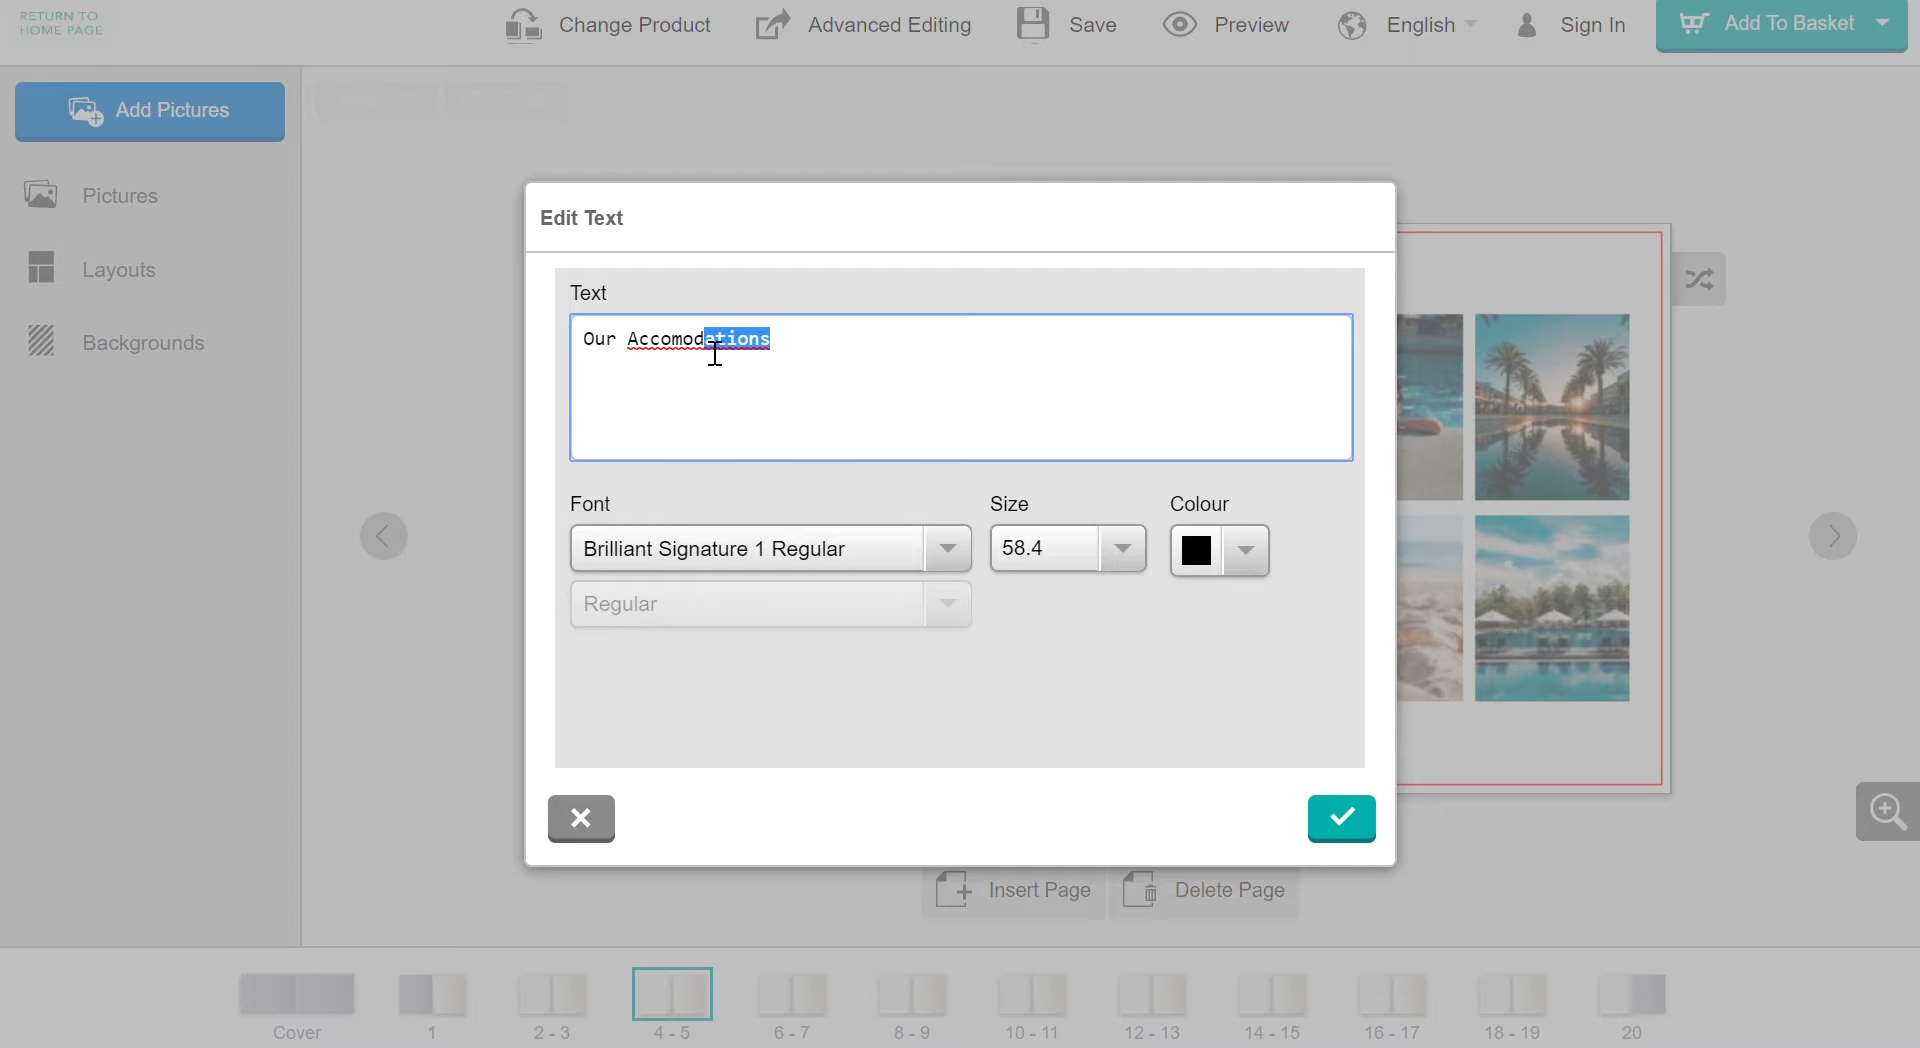 RETURN TO
HOME PAGE
Change Product
Advanced Editing
Save
Preview
English
Sign In
Add To Basket
Add Pictures
Pictures
Layouts
Backgrounds
Edit Text
Text
Our Accomodations
Font
Size
Colour
Brilliant Signature 1 Regular
58.4
Regular
Insert Page
Delete Page
Cover
1
2 - 3
4 - 5
6 - 7
8 - 9
10 - 11
12 - 13
14 - 15
16 - 17
18 - 19
20